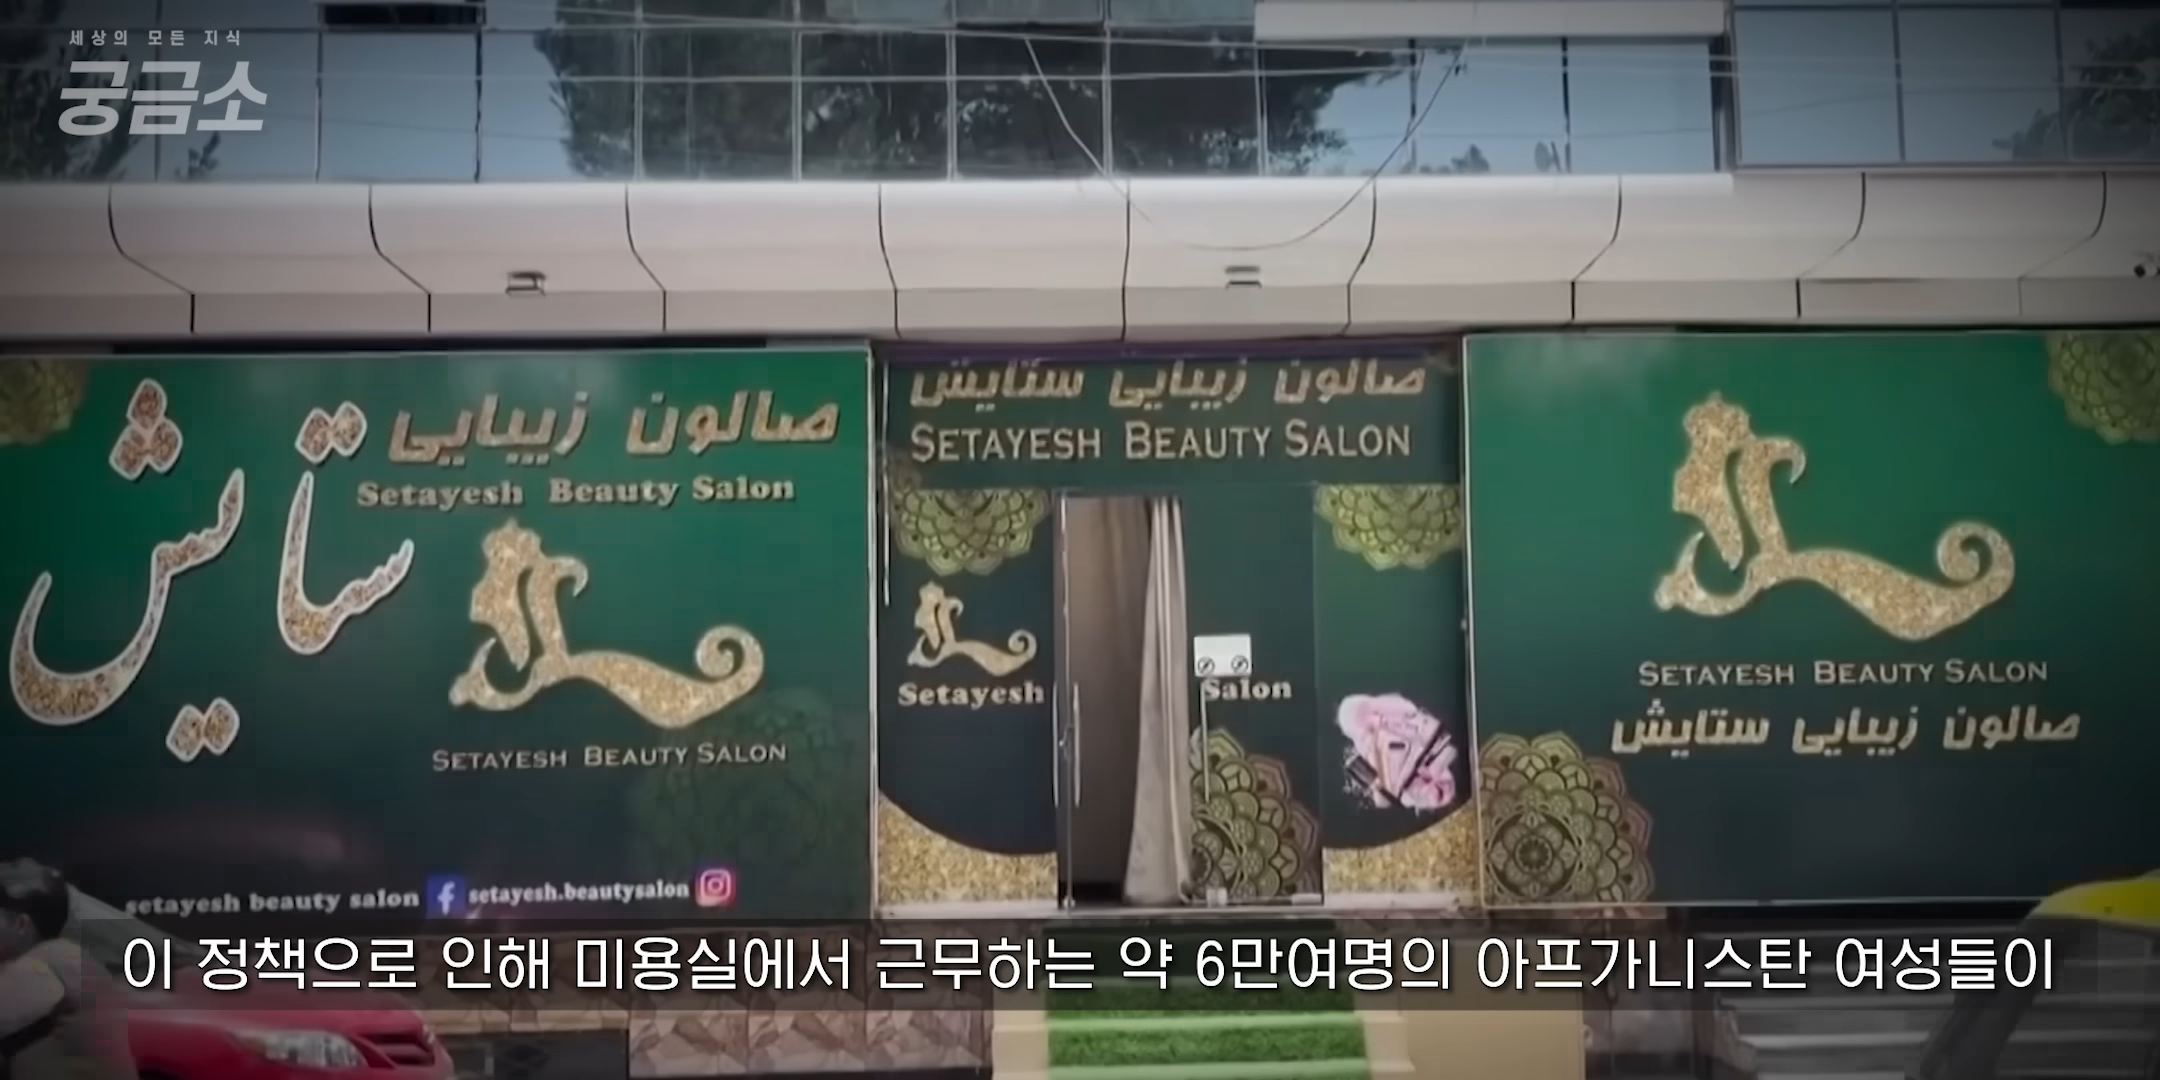 세상의 모든 지식
궁금소
ستایش
صالون زیبایی
Setayesh Beauty Salon
SETAYESH BEAUTY SALON
setayesh beauty salon
setayesh.beautysalon
صالون زیبایی ستایش
SETAYESH BEAUTY SALON
Setayesh Salon
SETAYESH BEAUTY SALON
صالون زیبایی ستایش
이 정책으로 인해 미용실에서 근무하는 약 6만여명의 아프가니스탄 여성들이